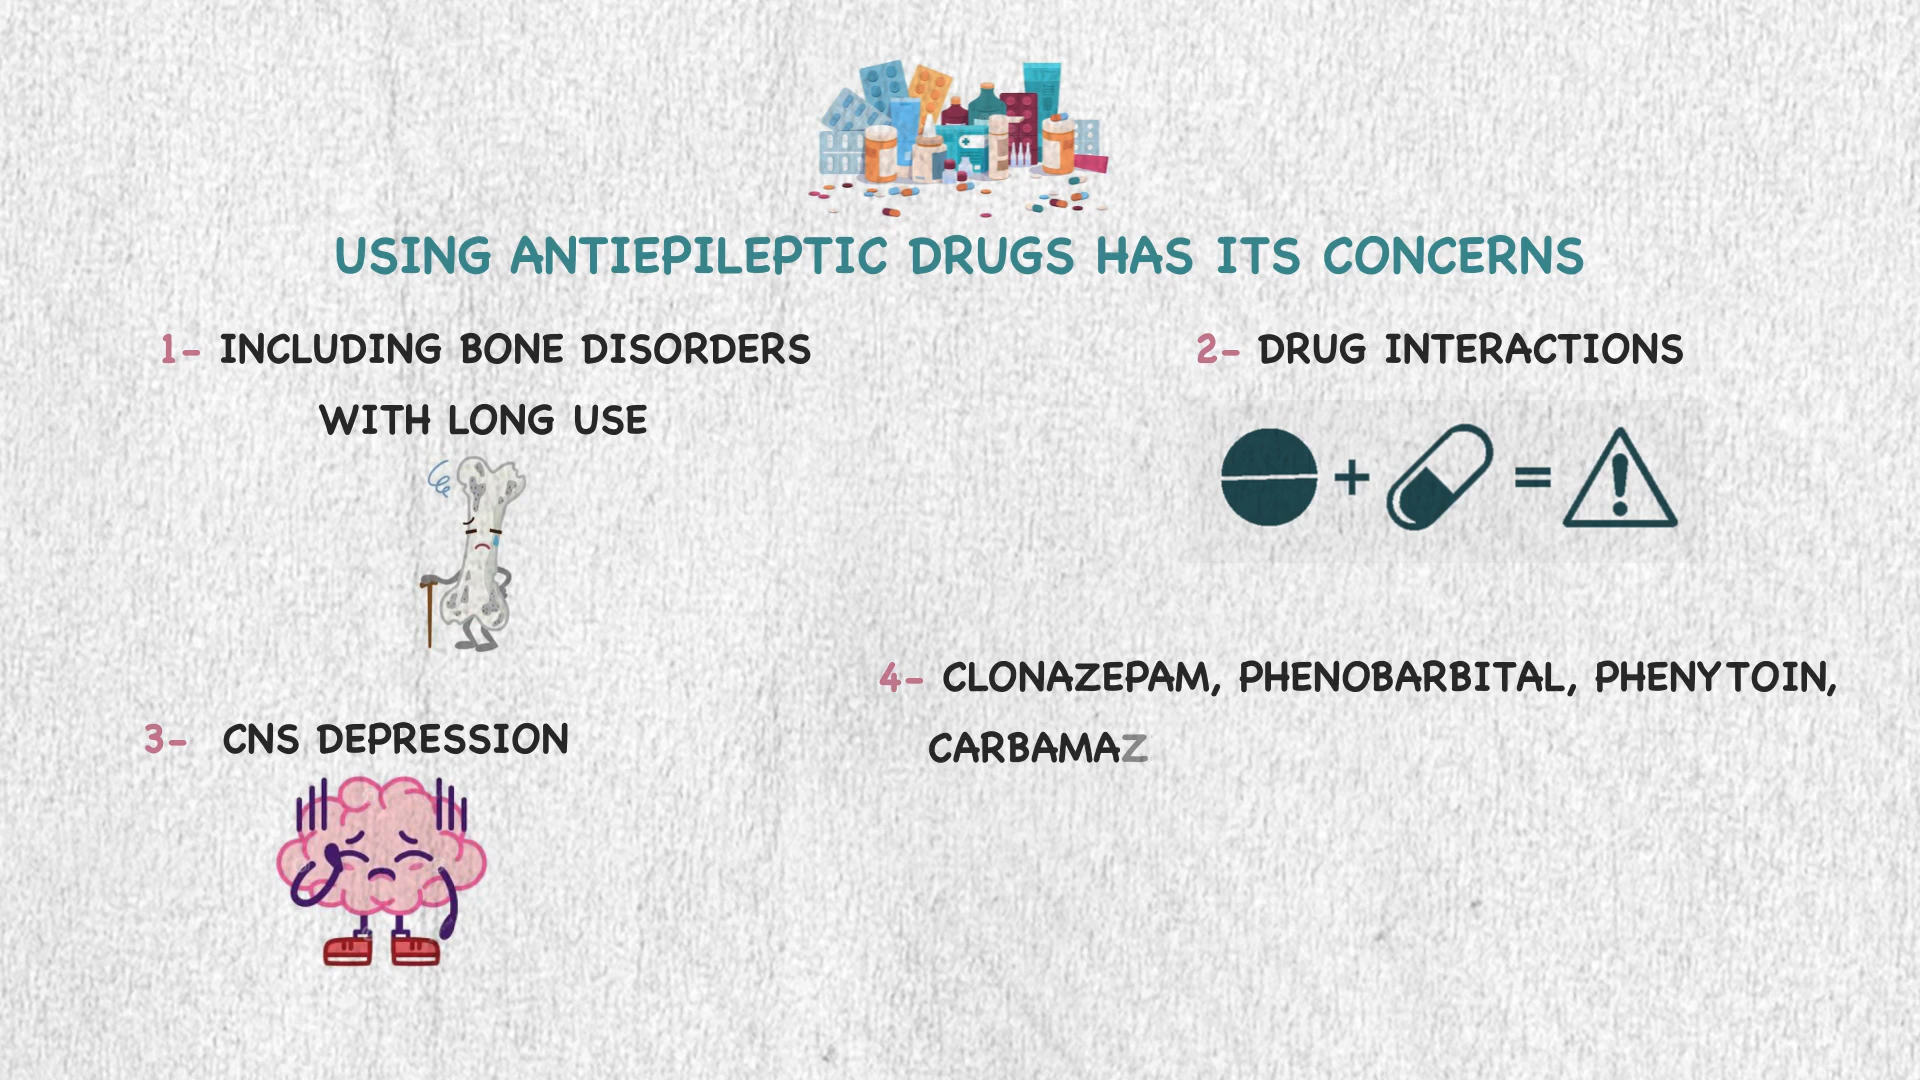 USING ANTIEPILEPTIC DRUGS HAS ITS CONCERNS
1- INCLUDING BONE DISORDERS
WITH LONG USE
2- DRUG INTERACTIONS
3- CNS DEPRESSION
4- CLONAZEPAM, PHENOBARBITAL, PHENYTOIN,
CARBAMAZ